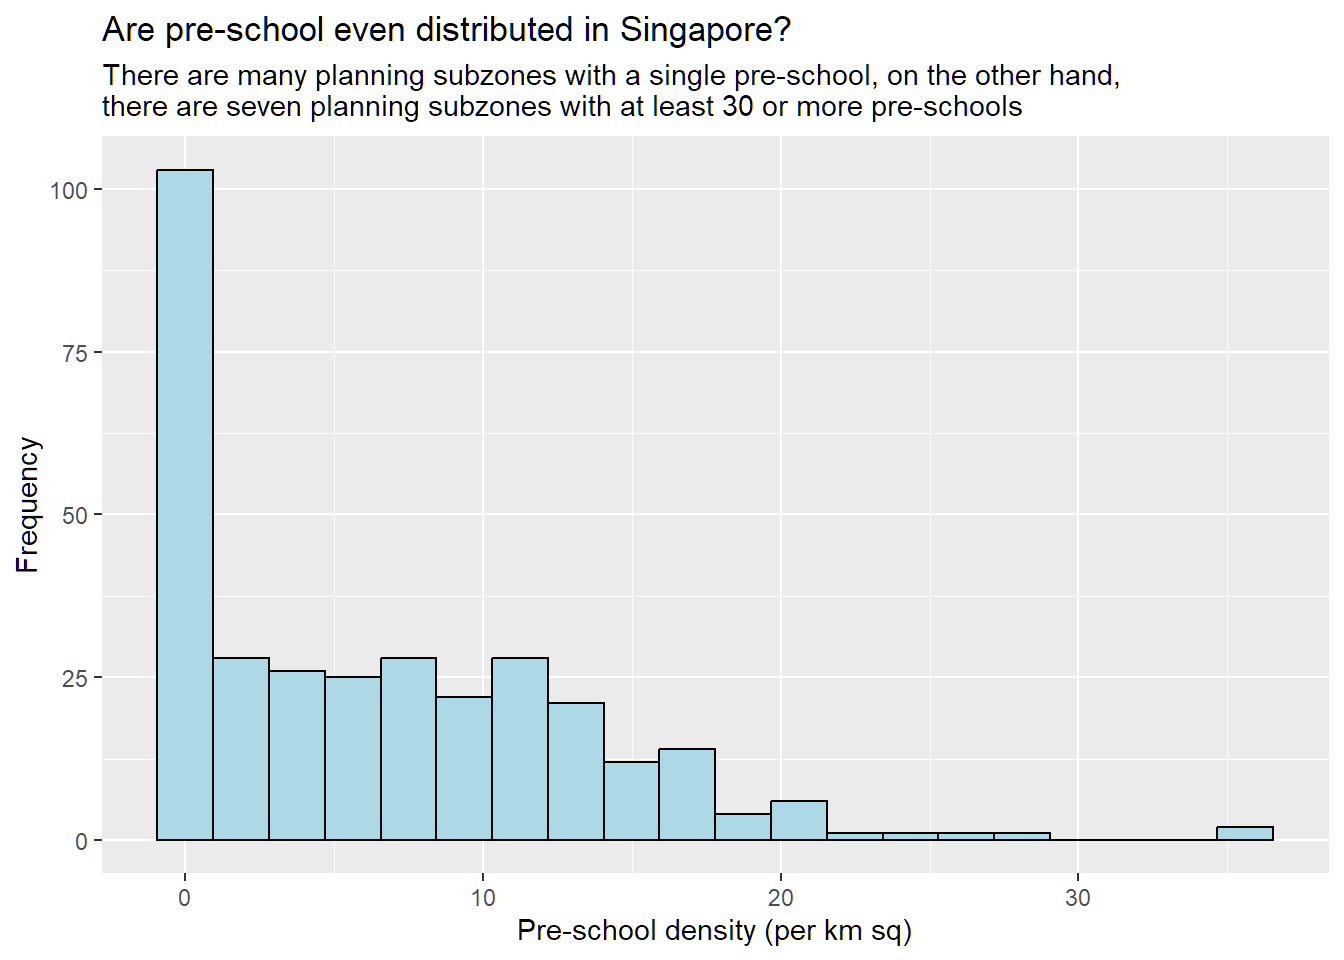 Are pre-school even distributed in Singapore?
There are many planning subzones with a single pre-school, on the other hand,
there are seven planning subzones with at least 30 or more pre-schools
100
75
50
25
0
Frequency
0
10
20
30
Pre-school density (per km sq)